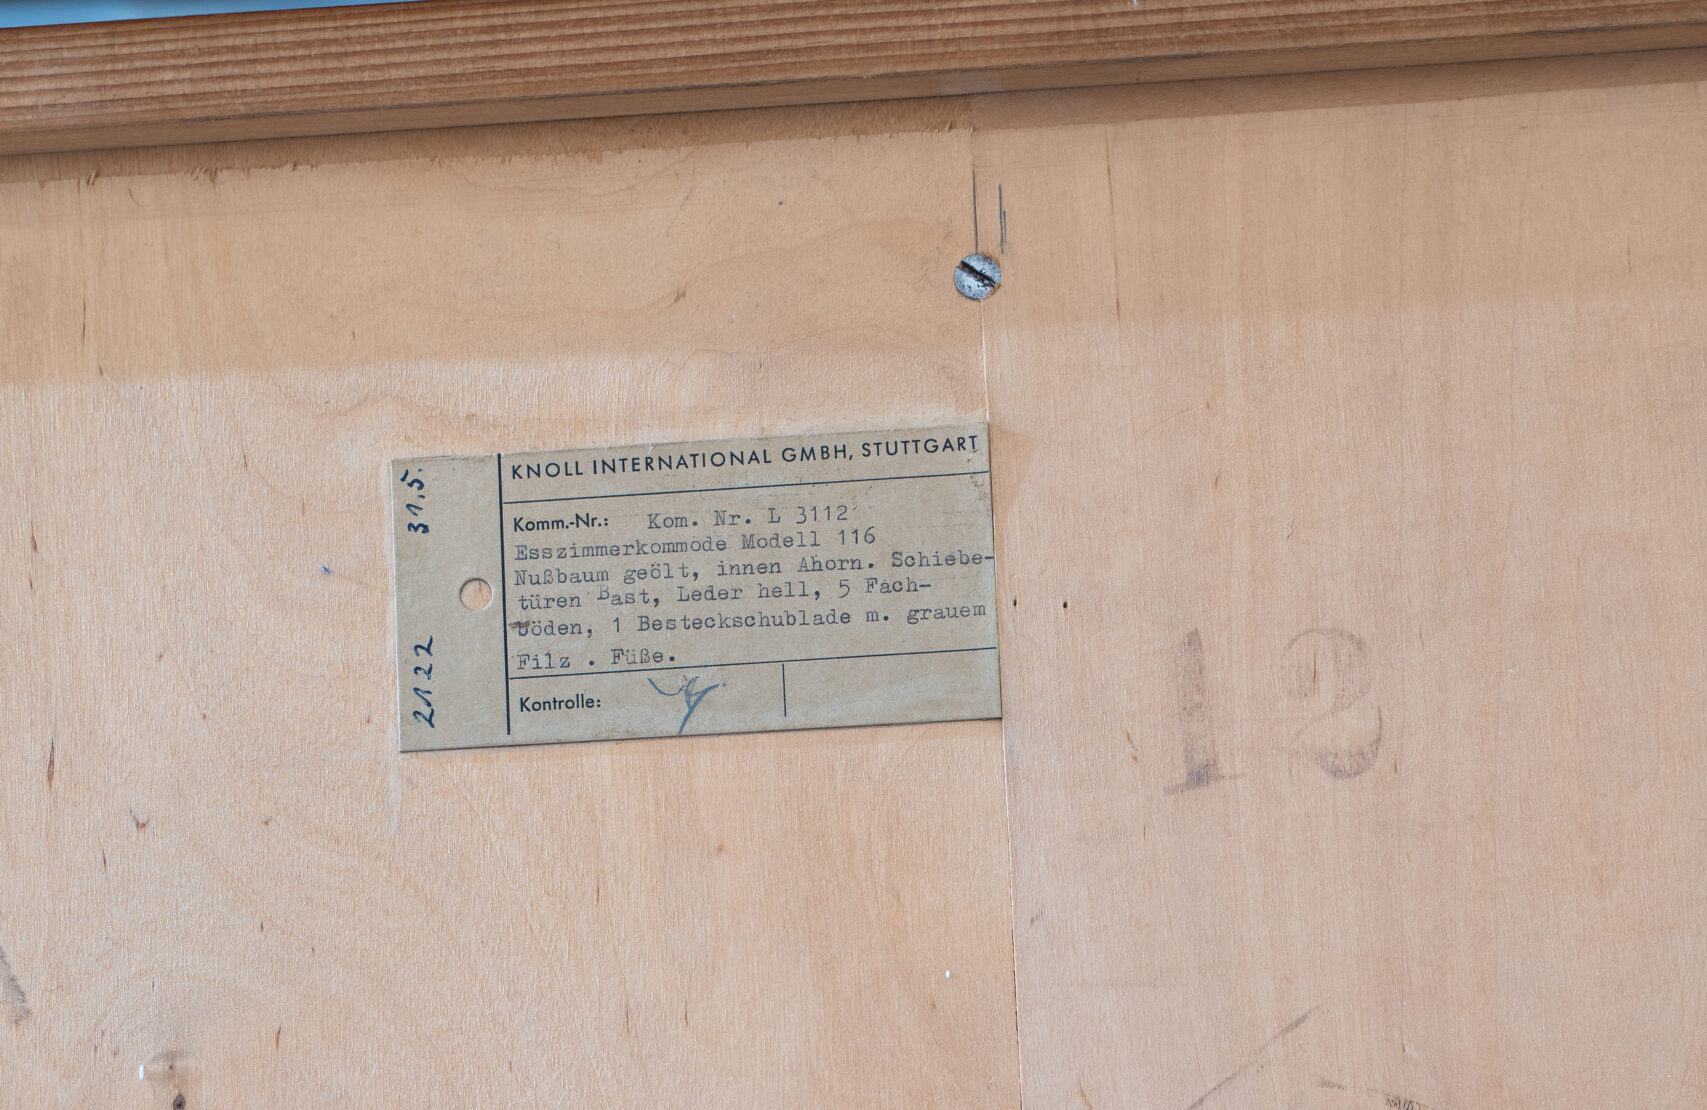 KNOLL INTERNATIONAL GMBH, STUTTGART
Komm.-Nr.: Kom. Nr. L 3112
Esszimmerkommode Modell 116
Nußbaum geölt, innen Ahorn. Schiebe-
türen Bast, Leder hell, 5 Fach-
böden, 1 Besteckschublade m. grauem
Filz . Füße.
Kontrolle:
2122 31.5.
12